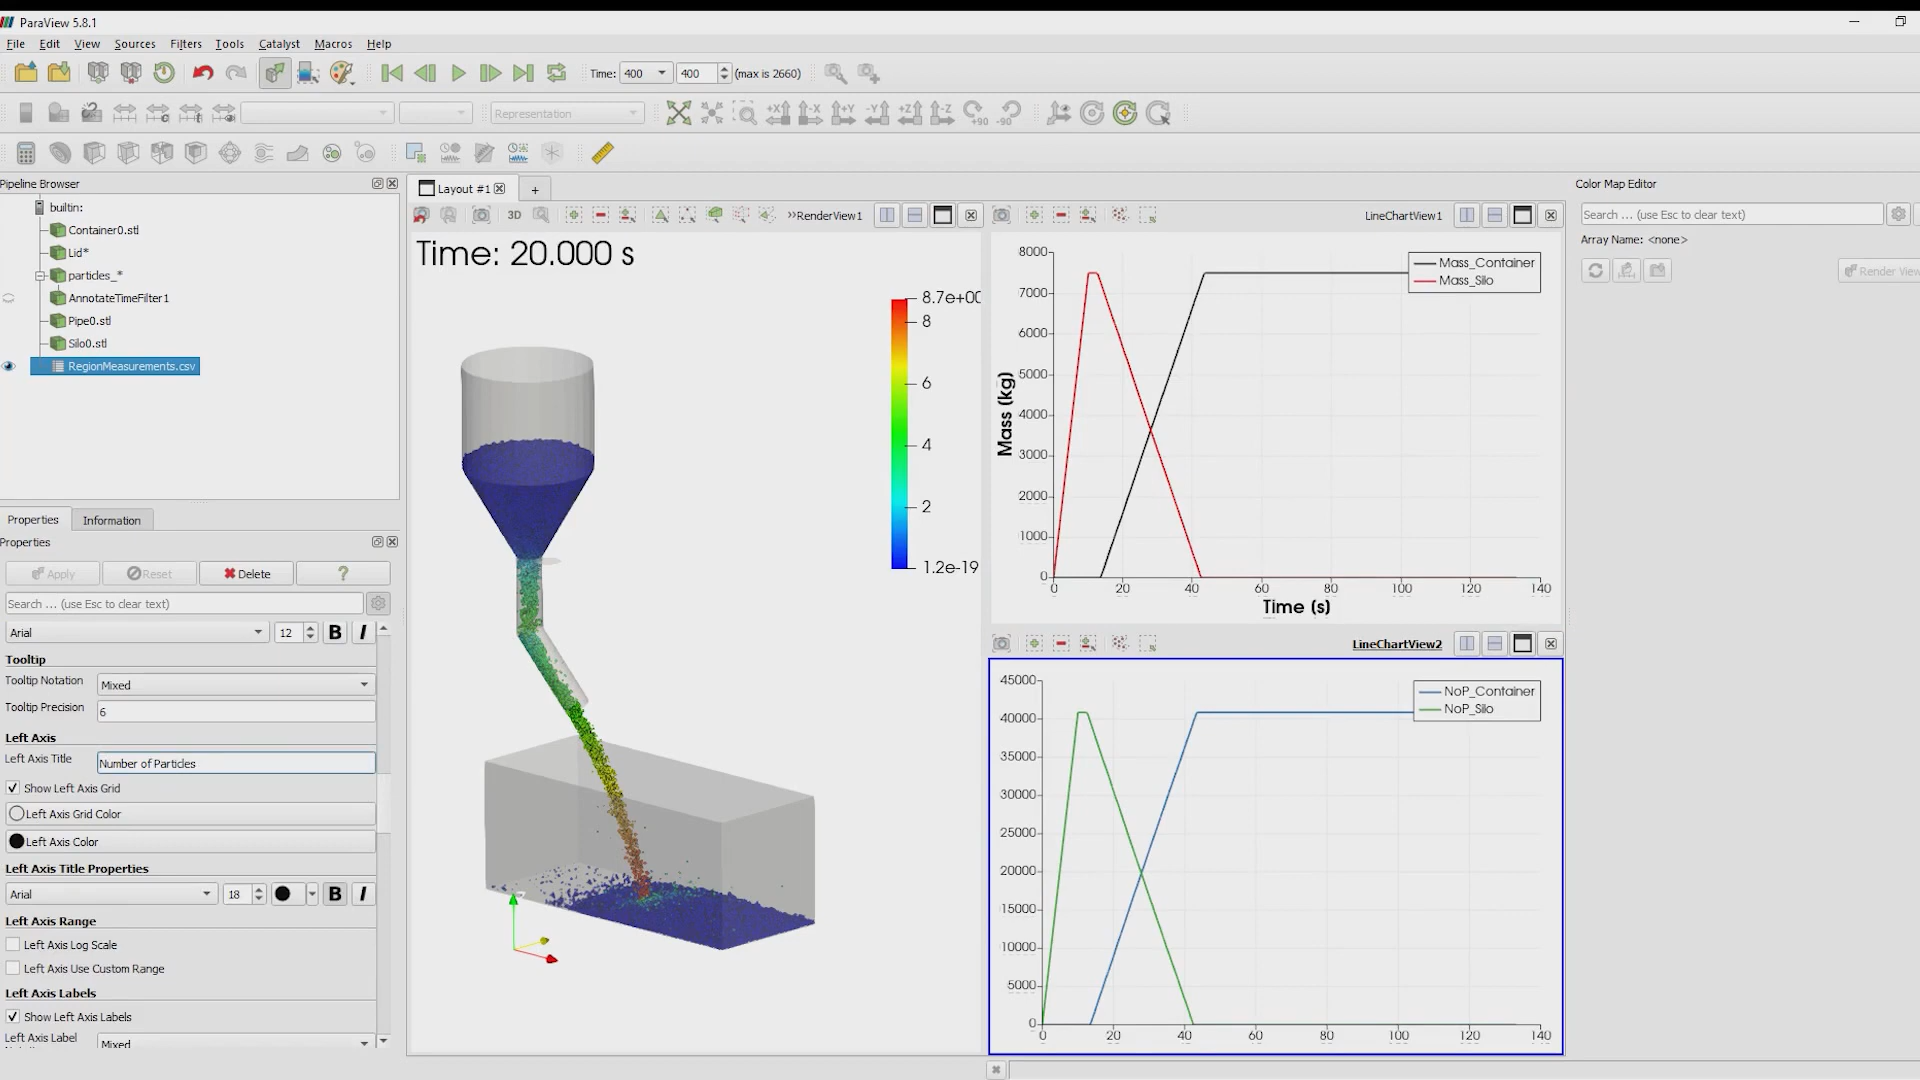 ParaView 5.8.1
File Edit View Sources Filters Tools Catalyst Macros Help
Time: 400 400 (max is 2660)
Representation
+X -X +Y -Y +Z -Z +90 -90
Pipeline Browser
builtin:
Container0.stl
Lid*
particles_*
AnnotateTimeFilter1
Pipe0.stl
Silo0.stl
RegionMeasurements.csv
Properties Information
Properties
Apply Reset Delete ?
Search ... (use Esc to clear text)
Arial 12 B I
Tooltip
Tooltip Notation Mixed
Tooltip Precision 6
Left Axis
Left Axis Title Number of Particles
Show Left Axis Grid
Left Axis Grid Color
Left Axis Color
Left Axis Title Properties
Arial 18 B I
Left Axis Range
Left Axis Log Scale
Left Axis Use Custom Range
Left Axis Labels
Show Left Axis Labels
Left Axis Label Mixed
Layout #1 +
3D >>RenderView1
Time: 20.000 s
8.7e+00
8
6
4
2
1.2e-19
LineChartView1
8000
7000
6000
5000
4000
3000
2000
1000
0
Mass (kg)
Mass_Container
Mass_Silo
0 20 40 60 80 100 120 140
Time (s)
LineChartView2
45000
40000
35000
30000
25000
20000
15000
10000
5000
0
NoP_Container
NoP_Silo
0 20 40 60 80 100 120 140
Color Map Editor
Search ... (use Esc to clear text)
Array Name: <none>
Render View